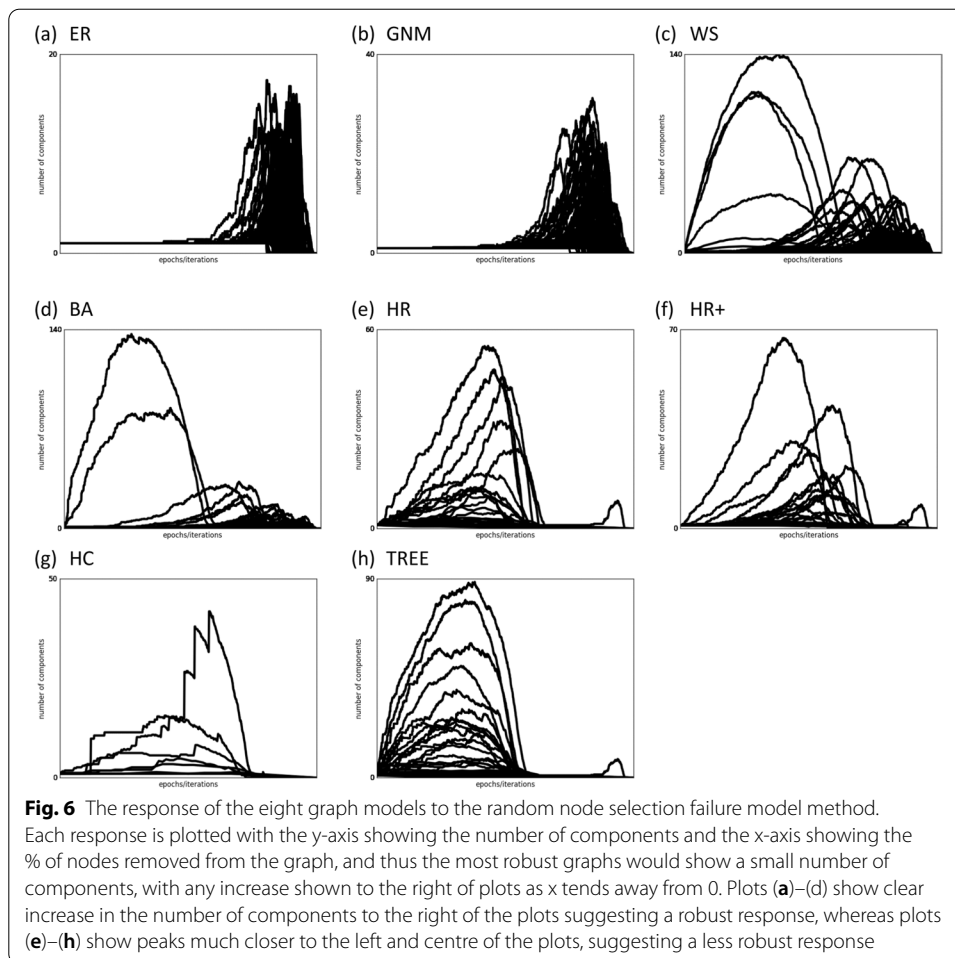 (a) ER
20
number of components
0
epochs/iterations
(b) GNM
40
number of components
0
epochs/iterations
(c) WS
140
number of components
0
epochs/iterations
(d) BA
140
number of components
0
epochs/iterations
(e) HR
60
number of components
0
epochs/iterations
(f) HR+
70
number of components
0
epochs/iterations
(g) HC
50
number of components
0
epochs/iterations
(h) TREE
90
number of components
0
epochs/iterations
Fig. 6 The response of the eight graph models to the random node selection failure model method.
Each response is plotted with the y-axis showing the number of components and the x-axis showing the
% of nodes removed from the graph, and thus the most robust graphs would show a small number of
components, with any increase shown to the right of plots as x tends away from 0. Plots (a)–(d) show clear
increase in the number of components to the right of the plots suggesting a robust response, whereas plots
(e)–(h) show peaks much closer to the left and centre of the plots, suggesting a less robust response